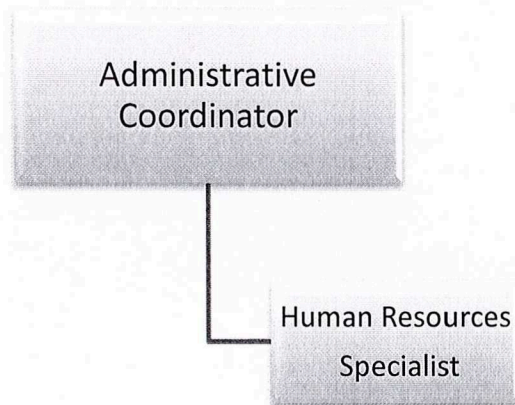 Administrative
Coordinator
Human Resources
Specialist